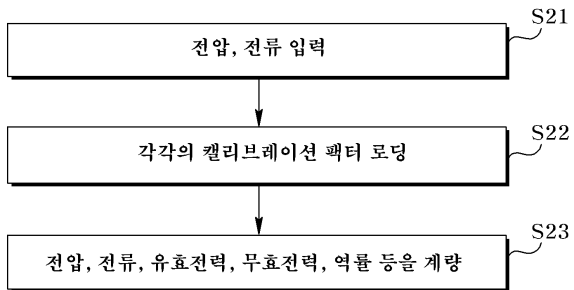 S21
전압, 전류 입력
S22
각각의 캘리브레이션 팩터 로딩
S23
전압, 전류, 유효전력, 무효전력, 역률 등을 계량